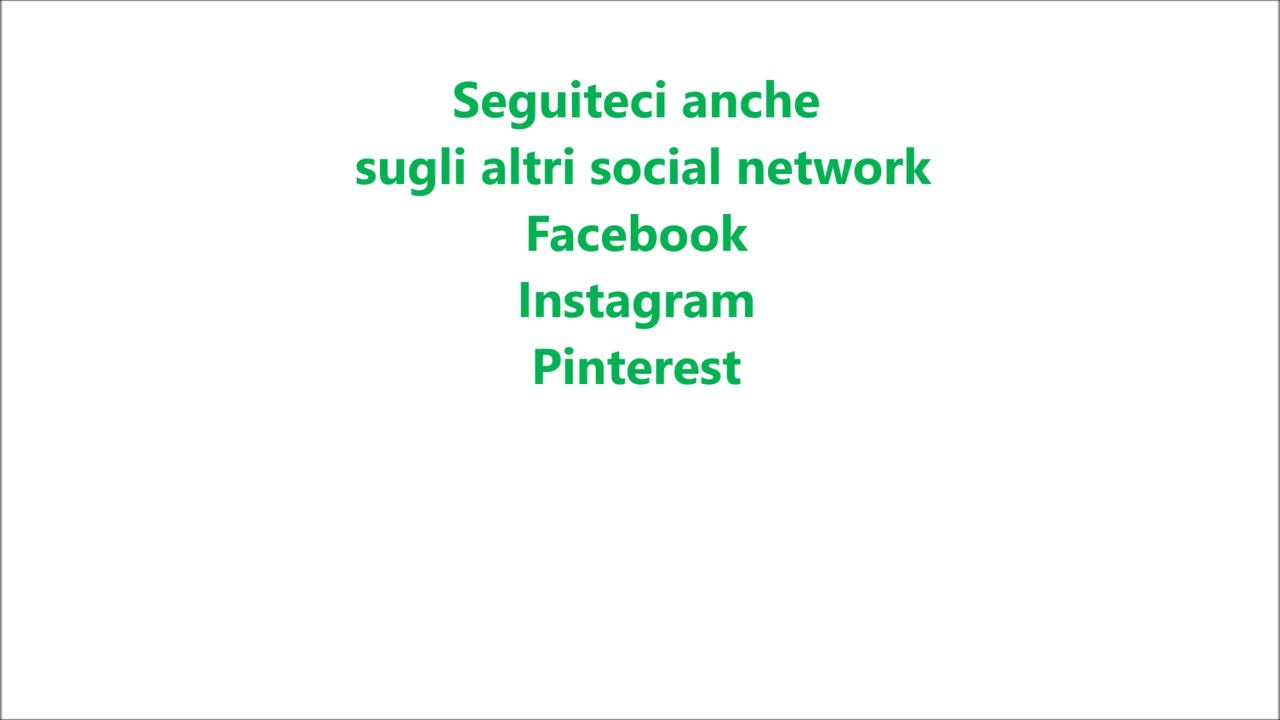 Seguiteci anche
sugli altri social network
Facebook
Instagram
Pinterest